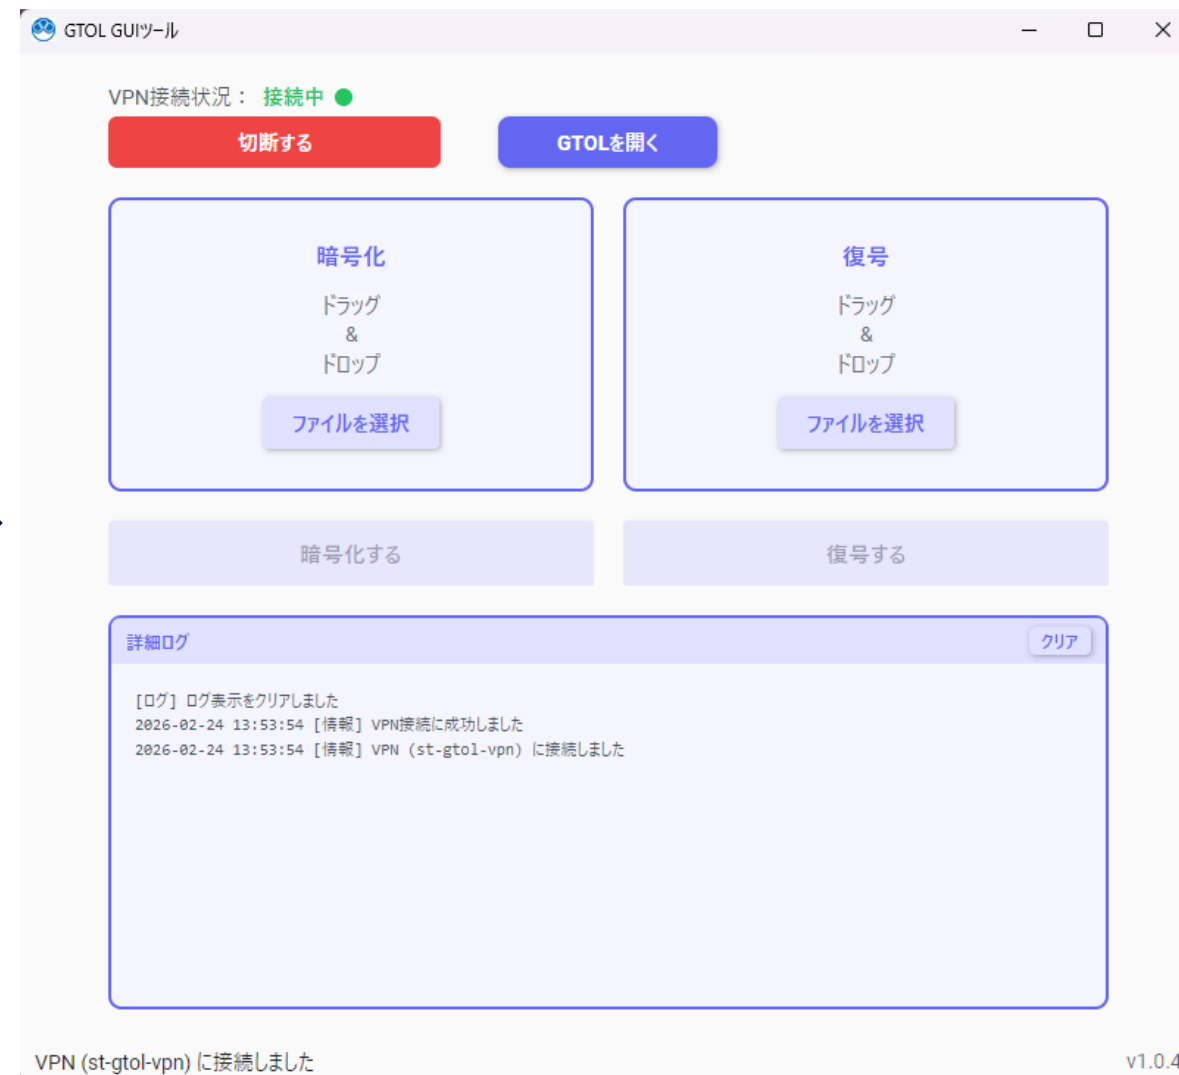 GTOL GUIツール
VPN接続状況： 接続中
切断する
GTOLを開く
暗号化
ドラッグ
&
ドロップ
ファイルを選択
復号
ドラッグ
&
ドロップ
ファイルを選択
暗号化する
復号する
詳細ログ
クリア
[ログ] ログ表示をクリアしました
2026-02-24 13:53:54 [情報] VPN接続に成功しました
2026-02-24 13:53:54 [情報] VPN (st-gtol-vpn) に接続しました
VPN (st-gtol-vpn) に接続しました
v1.0.4